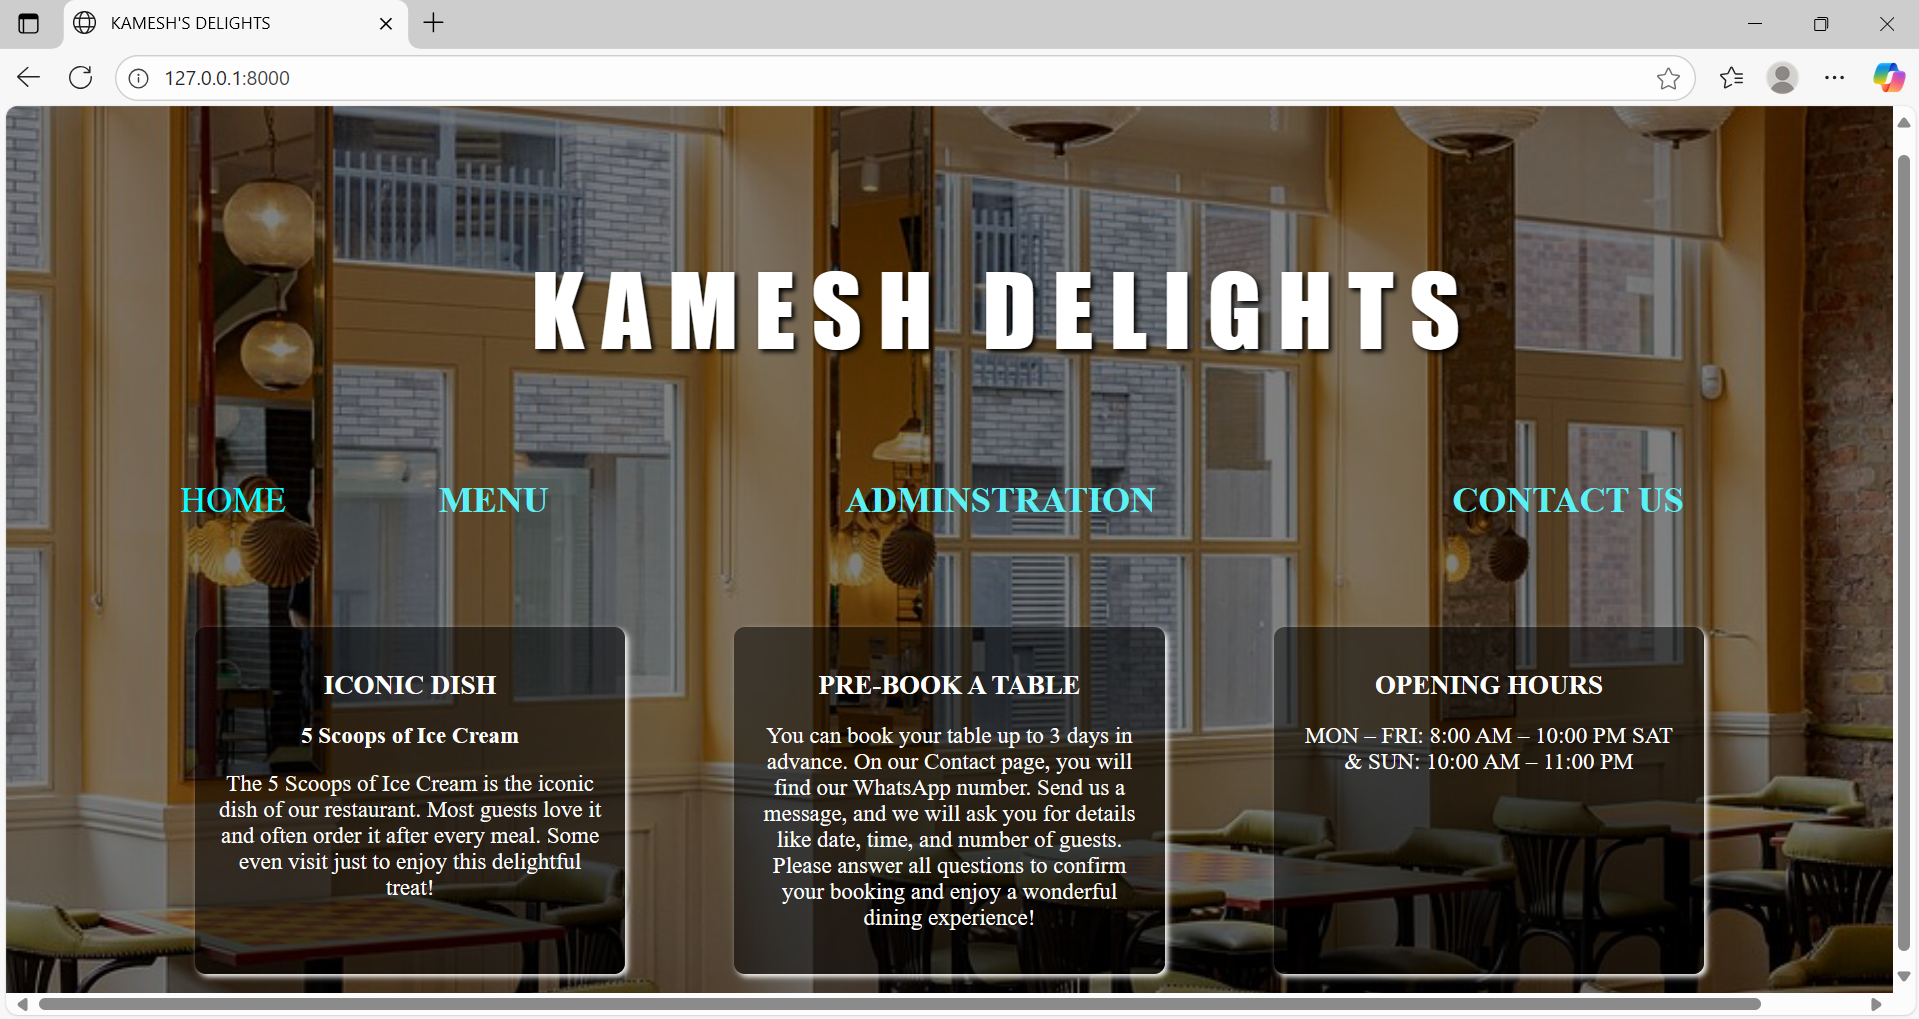 KAMESH'S DELIGHTS
127.0.0.1:8000
KAMESH DELIGHTS
HOME MENU ADMINSTRATION CONTACT US
ICONIC DISH
5 Scoops of Ice Cream
The 5 Scoops of Ice Cream is the iconic
dish of our restaurant. Most guests love it
and often order it after every meal. Some
even visit just to enjoy this delightful
treat!
PRE-BOOK A TABLE
You can book your table up to 3 days in
advance. On our Contact page, you will
find our WhatsApp number. Send us a
message, and we will ask you for details
like date, time, and number of guests.
Please answer all questions to confirm
your booking and enjoy a wonderful
dining experience!
OPENING HOURS
MON – FRI: 8:00 AM – 10:00 PM SAT
& SUN: 10:00 AM – 11:00 PM